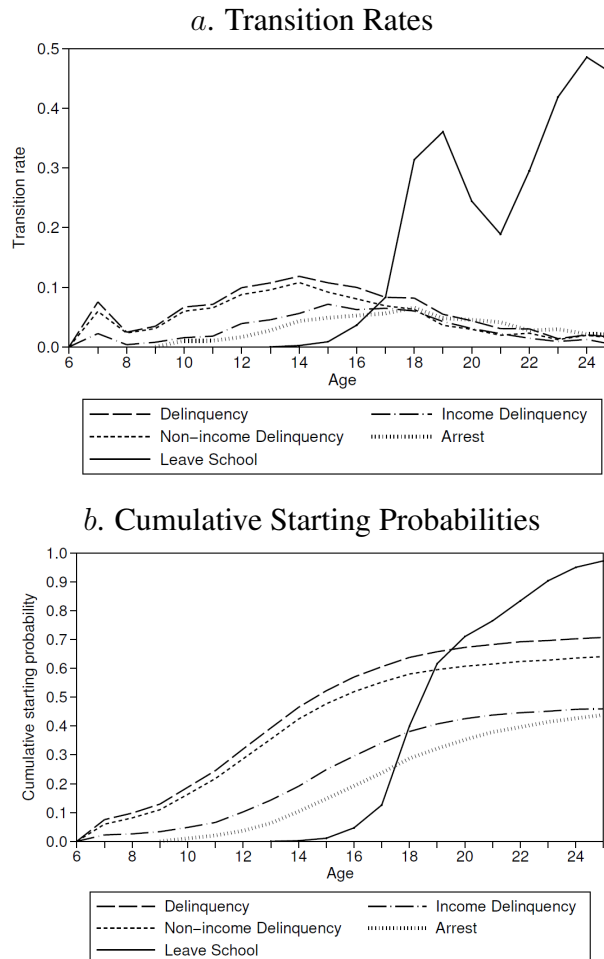 a. Transition Rates
0.5
0.4
0.3
0.2
0.1
0.0
Transition rate
6 8 10 12 14 16 18 20 22 24
Age
Delinquency Income Delinquency
Non−income Delinquency Arrest
Leave School
b. Cumulative Starting Probabilities
1.0
0.9
0.8
0.7
0.6
0.5
0.4
0.3
0.2
0.1
0.0
Cumulative starting probability
6 8 10 12 14 16 18 20 22 24
Age
Delinquency Income Delinquency
Non−income Delinquency Arrest
Leave School